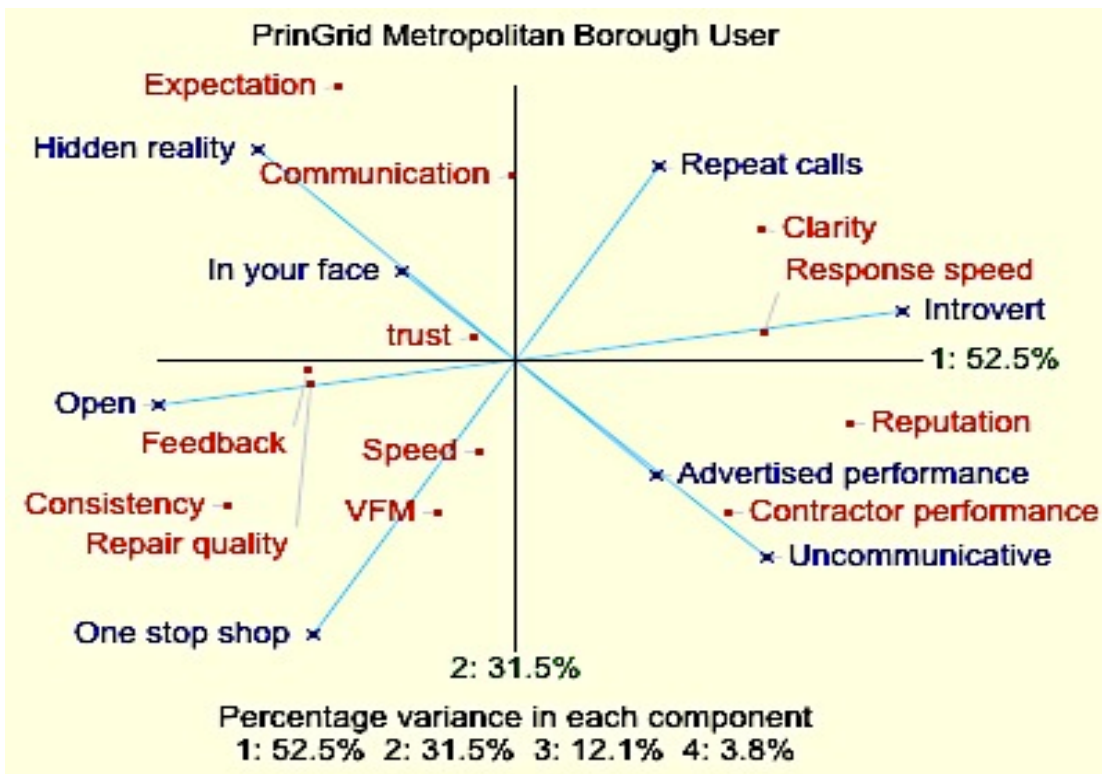 PrinGrid Metropolitan Borough User
Expectation
Hidden reality
Communication
Repeat calls
Clarity
In your face
Response speed
Introvert
trust
1: 52.5%
Open
Feedback
Speed
Reputation
Advertised performance
Consistency
VFM
Contractor performance
Repair quality
Uncommunicative
One stop shop
2: 31.5%
Percentage variance in each component
1: 52.5% 2: 31.5% 3: 12.1% 4: 3.8%